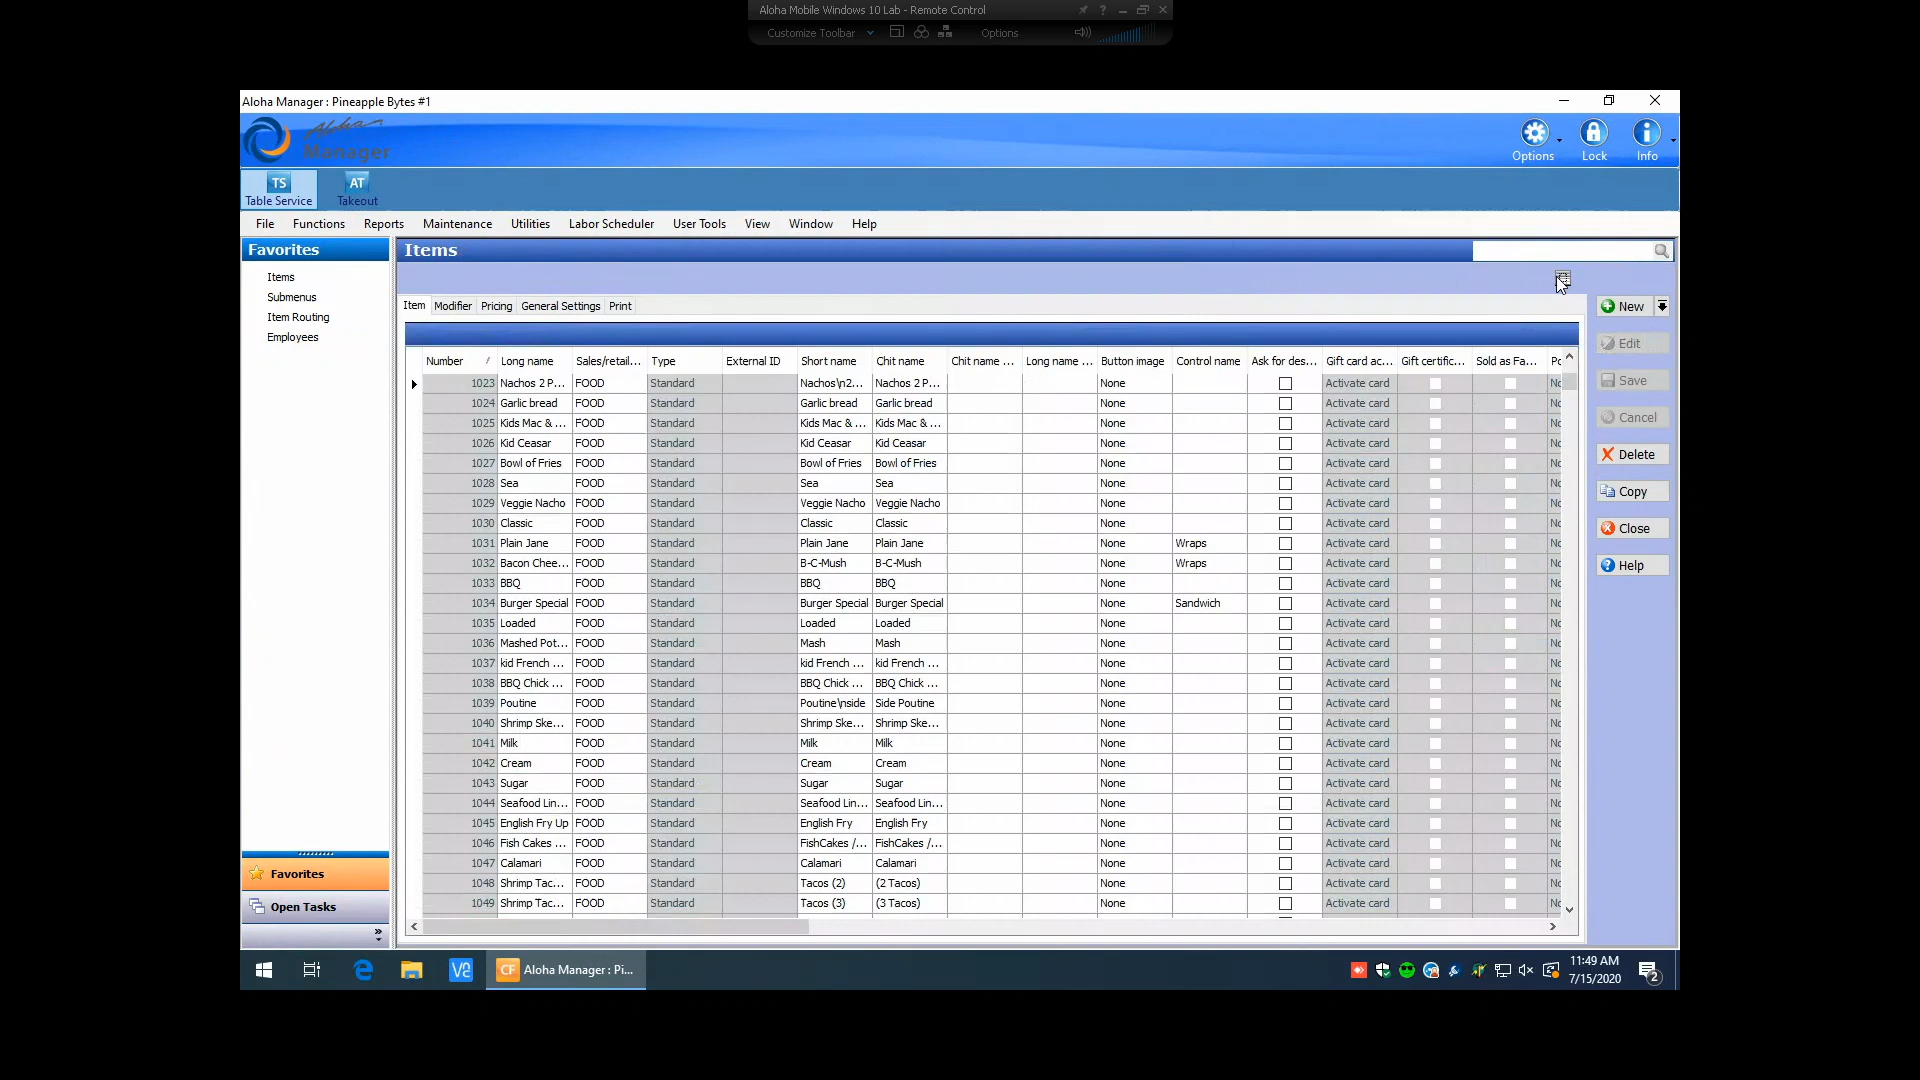 Aloha Mobile Windows 10 Lab - Remote Control
Customize Toolbar Options
Aloha Manager : Pineapple Bytes #1
Aloha Manager
Options Lock Info
TS AT
Table Service Takeout
File Functions Reports Maintenance Utilities Labor Scheduler User Tools View Window Help
Favorites
Items
Submenus
Item Routing
Employees
Favorites
Open Tasks
Items
Item Modifier Pricing General Settings Print
Number Long name Sales/retail... Type External ID Short name Chit name Chit name ... Long name ... Button image Control name Ask for des... Gift card ac... Gift certific... Sold as Fa...
1023 Nachos 2 P... FOOD Standard Nachos\n2... Nachos 2 P... None Activate card
1024 Garlic bread FOOD Standard Garlic bread Garlic bread None Activate card
1025 Kids Mac & ... FOOD Standard Kids Mac & ... Kids Mac & ... None Activate card
1026 Kid Ceasar FOOD Standard Kid Ceasar Kid Ceasar None Activate card
1027 Bowl of Fries FOOD Standard Bowl of Fries Bowl of Fries None Activate card
1028 Sea FOOD Standard Sea Sea None Activate card
1029 Veggie Nacho FOOD Standard Veggie Nacho Veggie Nacho None Activate card
1030 Classic FOOD Standard Classic Classic None Activate card
1031 Plain Jane FOOD Standard Plain Jane Plain Jane None Wraps Activate card
1032 Bacon Chee... FOOD Standard B-C-Mush B-C-Mush None Wraps Activate card
1033 BBQ FOOD Standard BBQ BBQ None Activate card
1034 Burger Special FOOD Standard Burger Special Burger Special None Sandwich Activate card
1035 Loaded FOOD Standard Loaded Loaded None Activate card
1036 Mashed Pot... FOOD Standard Mash Mash None Activate card
1037 kid French ... FOOD Standard kid French ... kid French ... None Activate card
1038 BBQ Chick ... FOOD Standard BBQ Chick ... BBQ Chick ... None Activate card
1039 Poutine FOOD Standard Poutine\nside Side Poutine None Activate card
1040 Shrimp Ske... FOOD Standard Shrimp Ske... Shrimp Ske... None Activate card
1041 Milk FOOD Standard Milk Milk None Activate card
1042 Cream FOOD Standard Cream Cream None Activate card
1043 Sugar FOOD Standard Sugar Sugar None Activate card
1044 Seafood Lin... FOOD Standard Seafood Lin... Seafood Lin... None Activate card
1045 English Fry Up FOOD Standard English Fry English Fry None Activate card
1046 Fish Cakes ... FOOD Standard FishCakes /... FishCakes /... None Activate card
1047 Calamari FOOD Standard Calamari Calamari None Activate card
1048 Shrimp Tac... FOOD Standard Tacos (2) (2 Tacos) None Activate card
1049 Shrimp Tac... FOOD Standard Tacos (3) (3 Tacos) None Activate card
New
Edit
Save
Cancel
Delete
Copy
Close
Help
CF Aloha Manager : Pi...
11:49 AM
7/15/2020
2